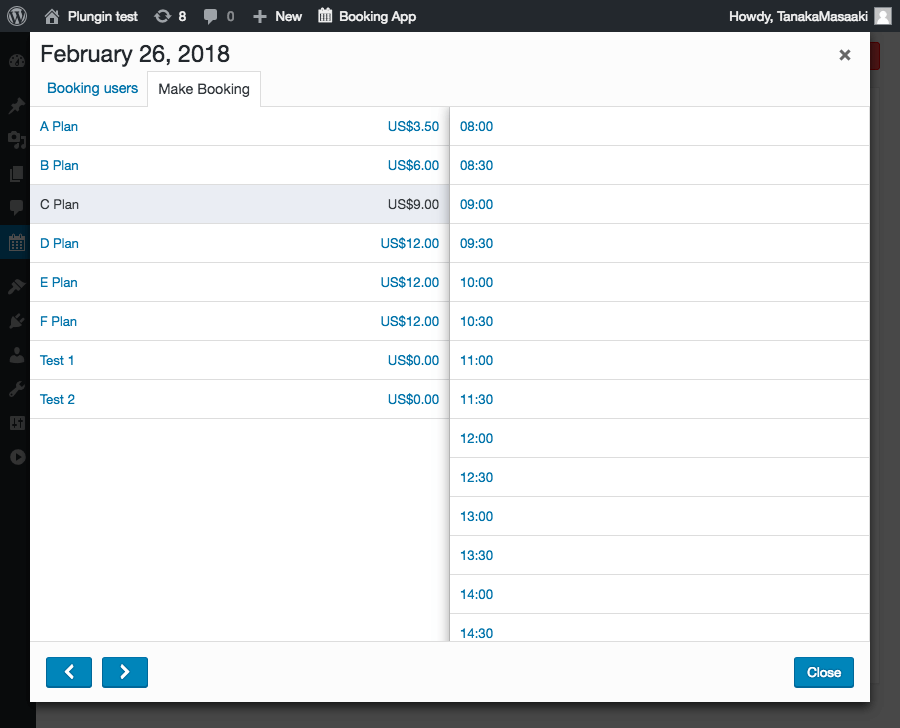 Plungin test 8 0 New Booking App Howdy, TanakaMasaaki
February 26, 2018
Booking users Make Booking
A Plan US$3.50
B Plan US$6.00
C Plan US$9.00
D Plan US$12.00
E Plan US$12.00
F Plan US$12.00
Test 1 US$0.00
Test 2 US$0.00
08:00
08:30
09:00
09:30
10:00
10:30
11:00
11:30
12:00
12:30
13:00
13:30
14:00
14:30
Close